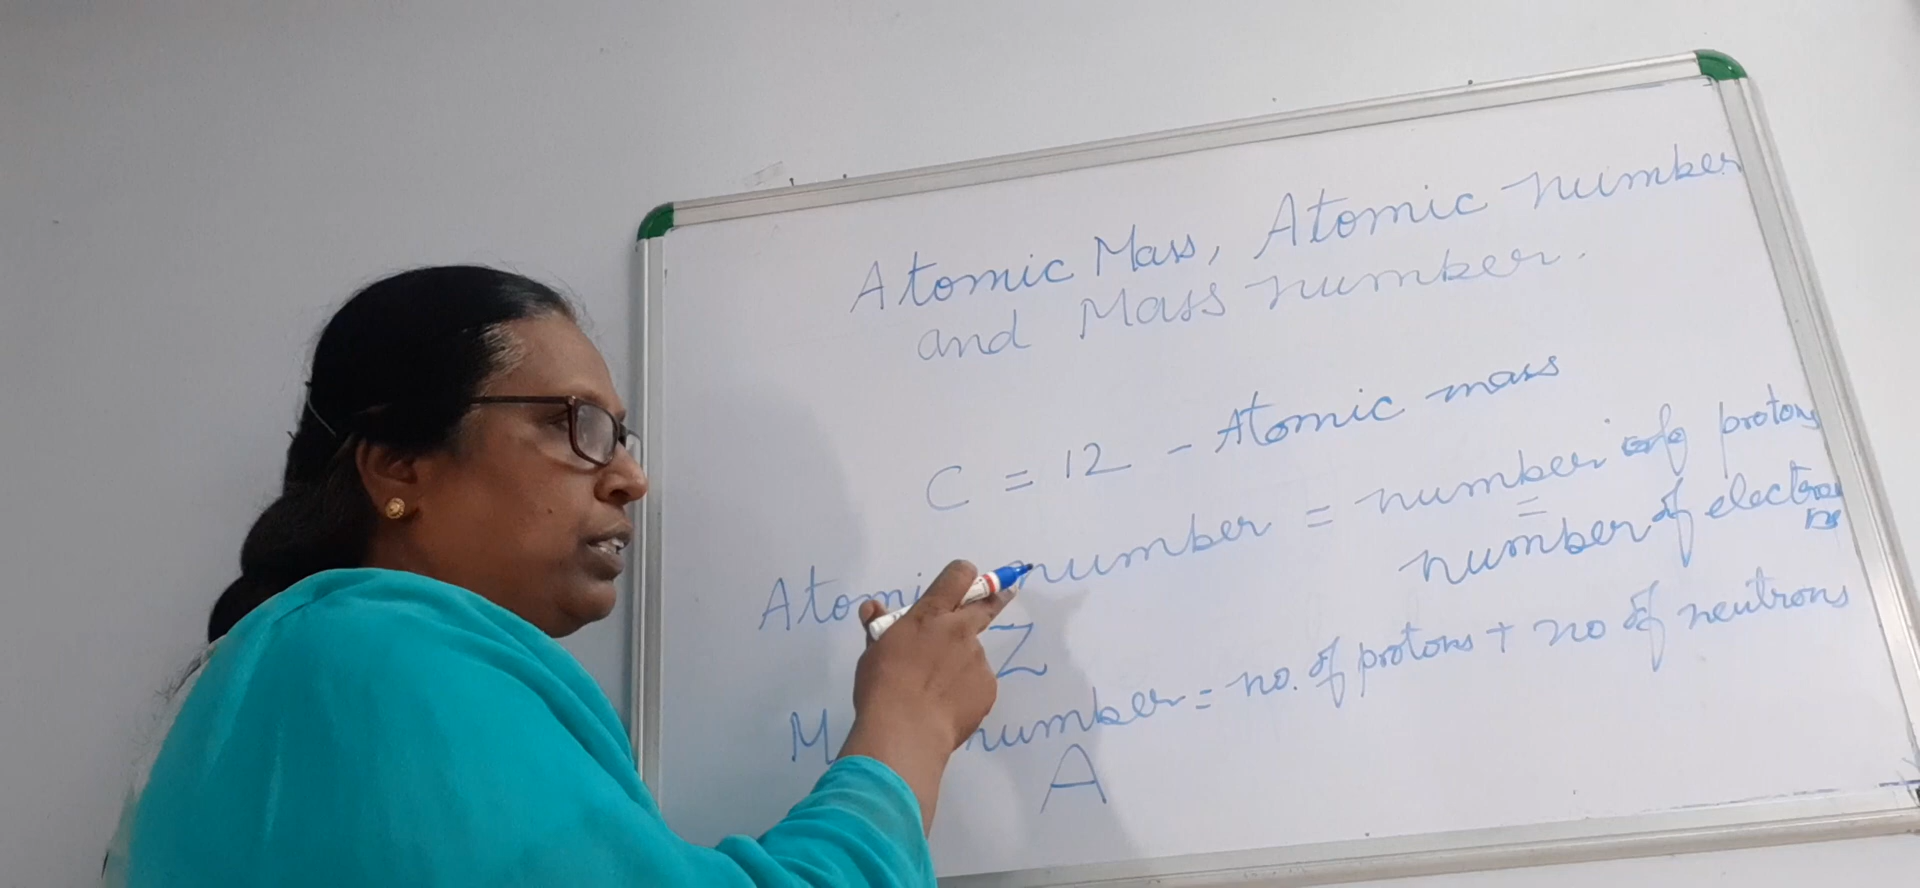 Atomic Mass, Atomic number
and Mass number.
C = 12 - Atomic mass
Atomic number = number of protons
=
number of electrons
Z
number = no. of protons + no of neutrons
A